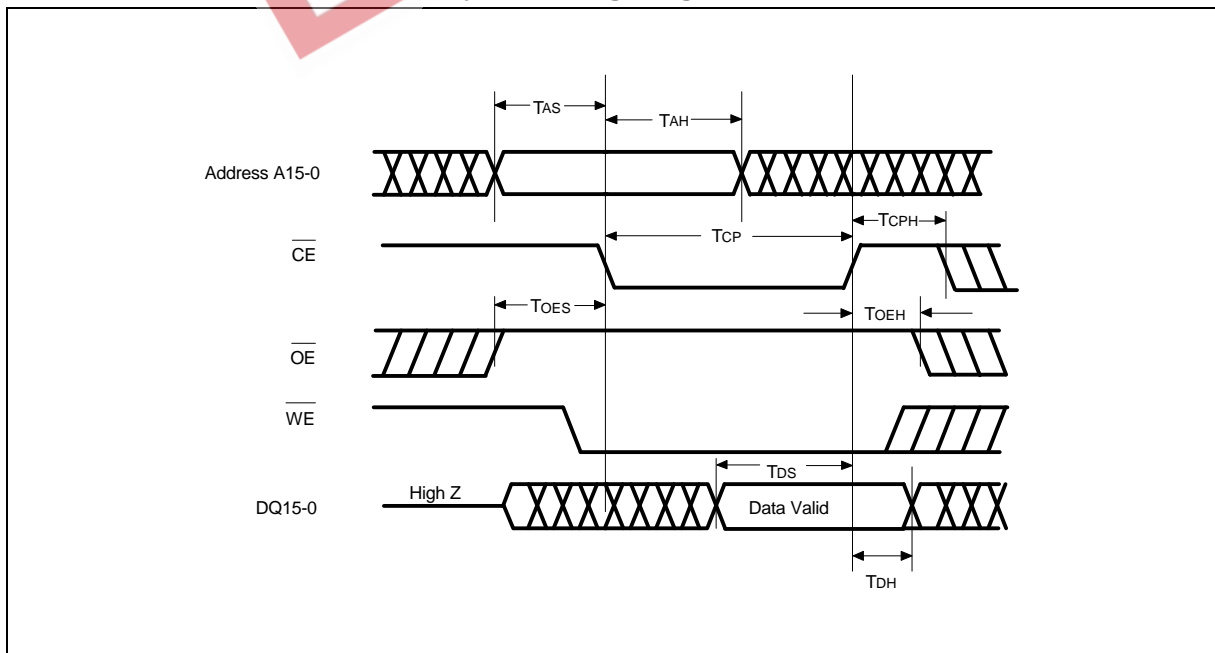 TAS
TAH
Address A15-0
TCPH
TCP
CE
TOES
TOEH
OE
WE
TDS
High Z
DQ15-0
Data Valid
TDH